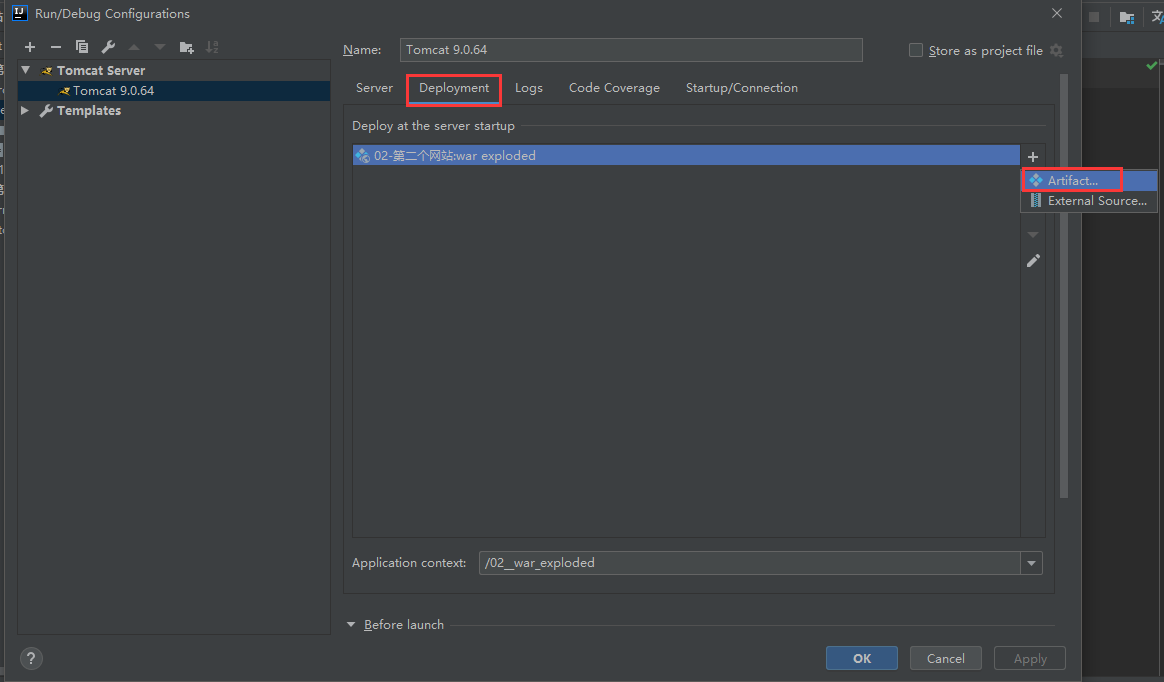 Run/Debug Configurations
Name: Tomcat 9.0.64
Store as project file
Tomcat Server
Tomcat 9.0.64
Templates
Server Deployment Logs Code Coverage Startup/Connection
Deploy at the server startup
02-第二个网站:war exploded
Artifact...
External Source...
Application context: /02__war_exploded
Before launch
?
OK Cancel Apply